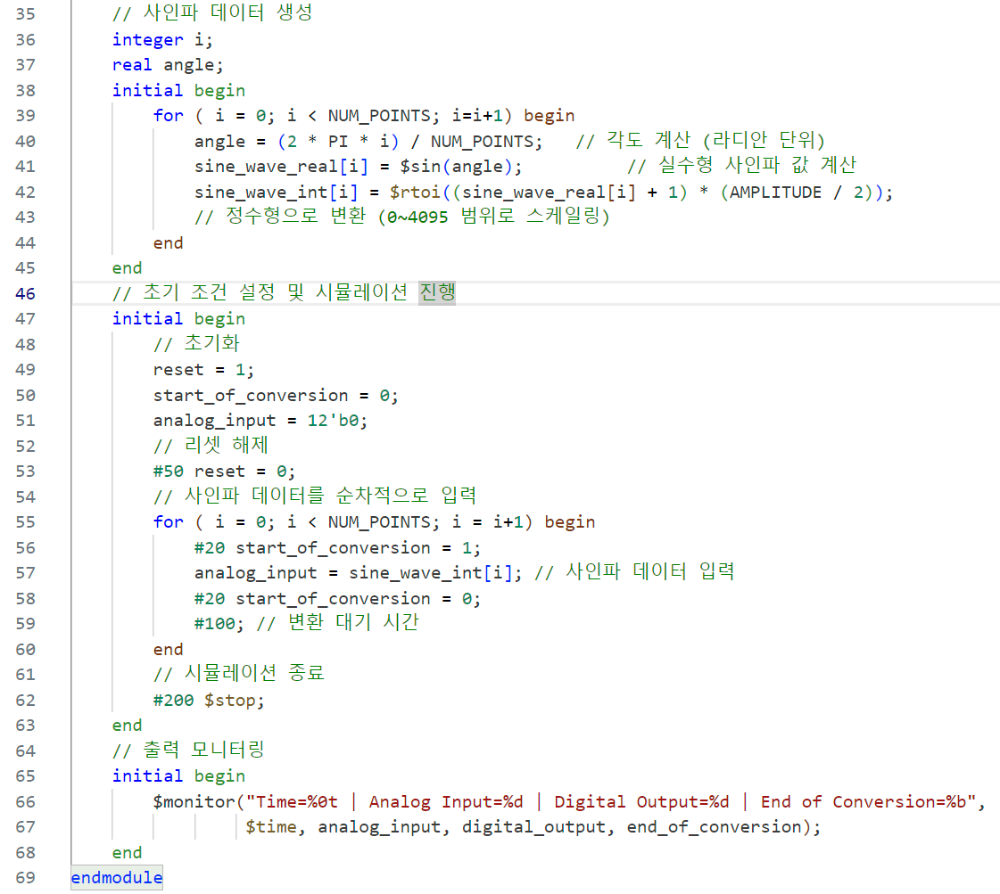 35 // 사인파 데이터 생성
36 integer i;
37 real angle;
38 initial begin
39 for ( i = 0; i < NUM_POINTS; i=i+1) begin
40 angle = (2 * PI * i) / NUM_POINTS; // 각도 계산 (라디안 단위)
41 sine_wave_real[i] = $sin(angle); // 실수형 사인파 값 계산
42 sine_wave_int[i] = $rtoi((sine_wave_real[i] + 1) * (AMPLITUDE / 2));
43 // 정수형으로 변환 (0~4095 범위로 스케일링)
44 end
45 end
46 // 초기 조건 설정 및 시뮬레이션 진행
47 initial begin
48 // 초기화
49 reset = 1;
50 start_of_conversion = 0;
51 analog_input = 12'b0;
52 // 리셋 해제
53 #50 reset = 0;
54 // 사인파 데이터를 순차적으로 입력
55 for ( i = 0; i < NUM_POINTS; i = i+1) begin
56 #20 start_of_conversion = 1;
57 analog_input = sine_wave_int[i]; // 사인파 데이터 입력
58 #20 start_of_conversion = 0;
59 #100; // 변환 대기 시간
60 end
61 // 시뮬레이션 종료
62 #200 $stop;
63 end
64 // 출력 모니터링
65 initial begin
66 $monitor("Time=%0t | Analog Input=%d | Digital Output=%d | End of Conversion=%b",
67 $time, analog_input, digital_output, end_of_conversion);
68 end
69 endmodule